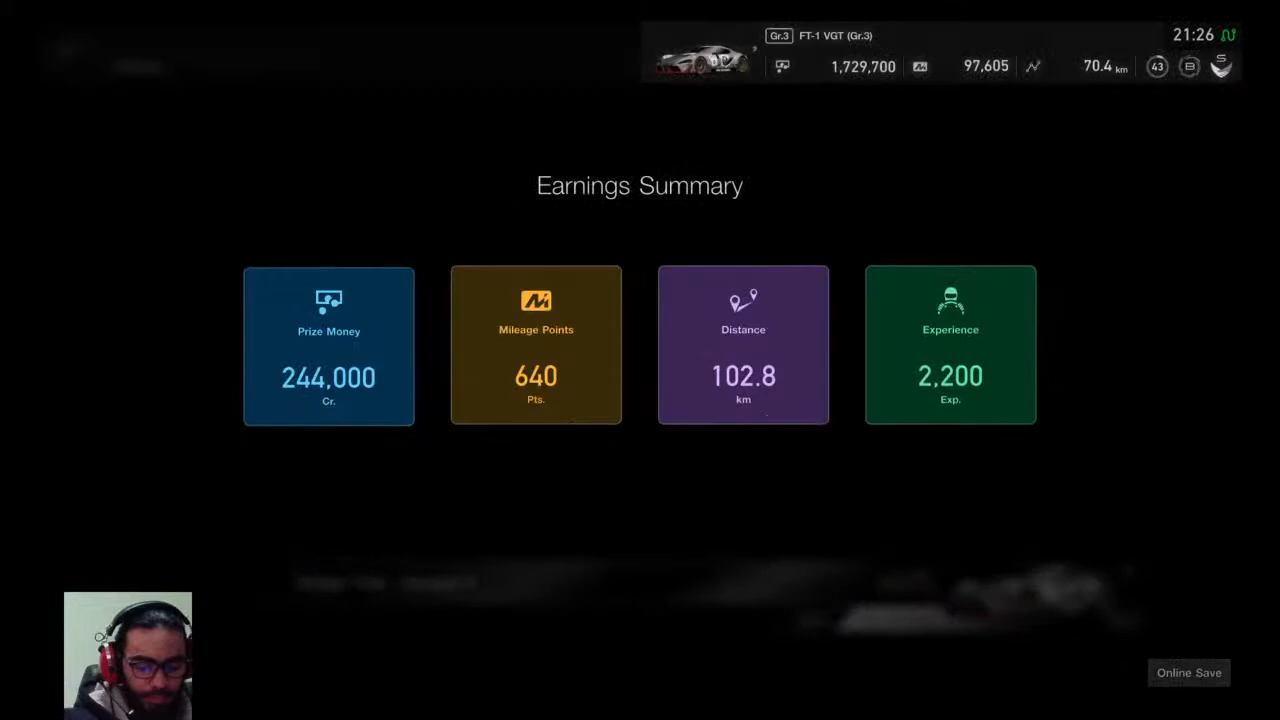 Gr.3 FT-1 VGT (Gr.3)
21:26
1,729,700 97,605 70.4 km 43 B S
Earnings Summary
Prize Money
244,000
Cr.
Mileage Points
640
Pts.
Distance
102.8
km
Experience
2,200
Exp.
Online Save